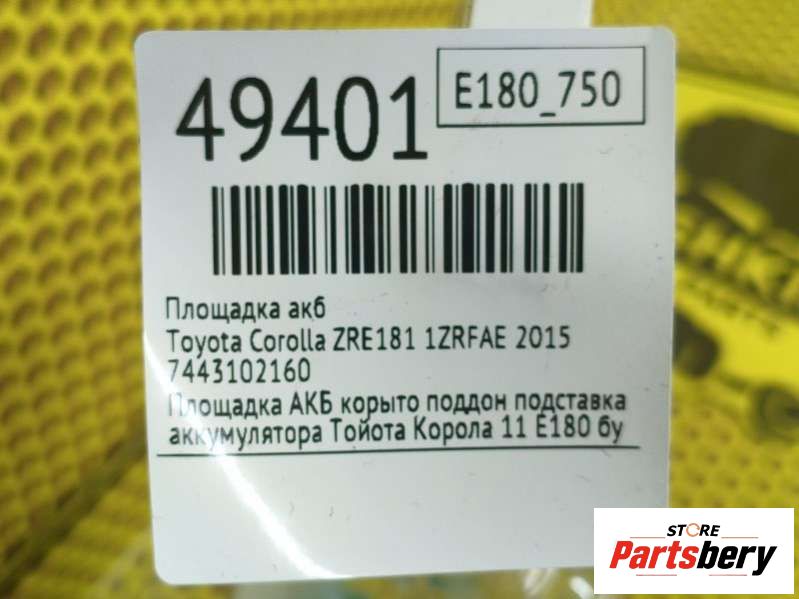 49401
E180_750
Площадка акб
Toyota Corolla ZRE181 1ZRFAE 2015
7443102160
Площадка АКБ корыто поддон подставка
аккумулятора Тойота Корола 11 Е180 бу
STORE
Partsbery